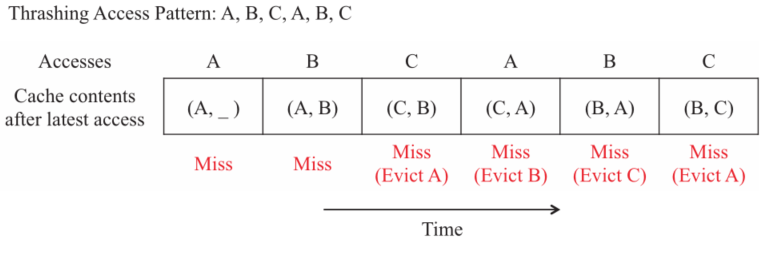 Thrashing Access Pattern: A, B, C, A, B, C
Accesses A B C A B C
Cache contents
after latest access
(A, _ ) (A, B) (C, B) (C, A) (B, A) (B, C)
Miss Miss Miss Miss Miss Miss
(Evict A) (Evict B) (Evict C) (Evict A)
Time